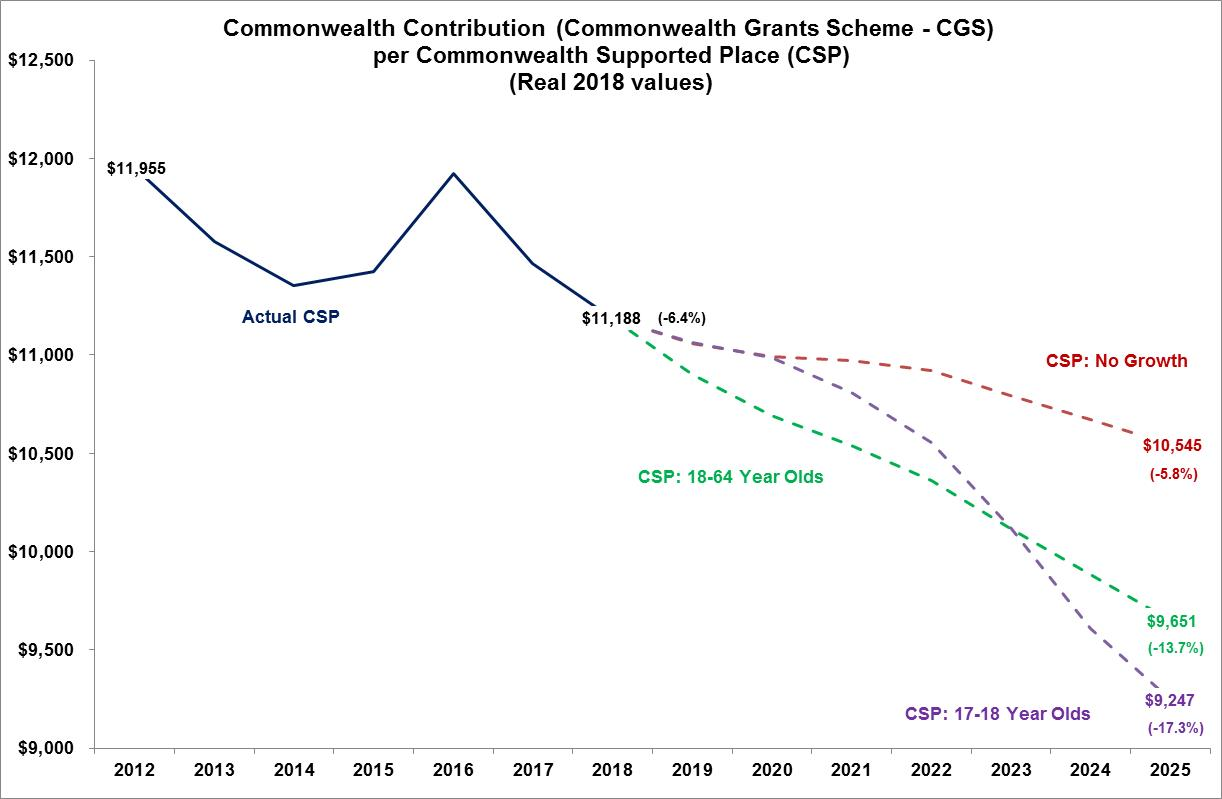 Commonwealth Contribution (Commonwealth Grants Scheme - CGS)
per Commonwealth Supported Place (CSP)
(Real 2018 values)
$12,500
$12,000
$11,500
$11,000
$10,500
$10,000
$9,500
$9,000
$11,955
Actual CSP
$11,188 (-6.4%)
CSP: No Growth
$10,545
(-5.8%)
CSP: 18-64 Year Olds
$9,651
(-13.7%)
$9,247
CSP: 17-18 Year Olds
(-17.3%)
2012 2013 2014 2015 2016 2017 2018 2019 2020 2021 2022 2023 2024 2025